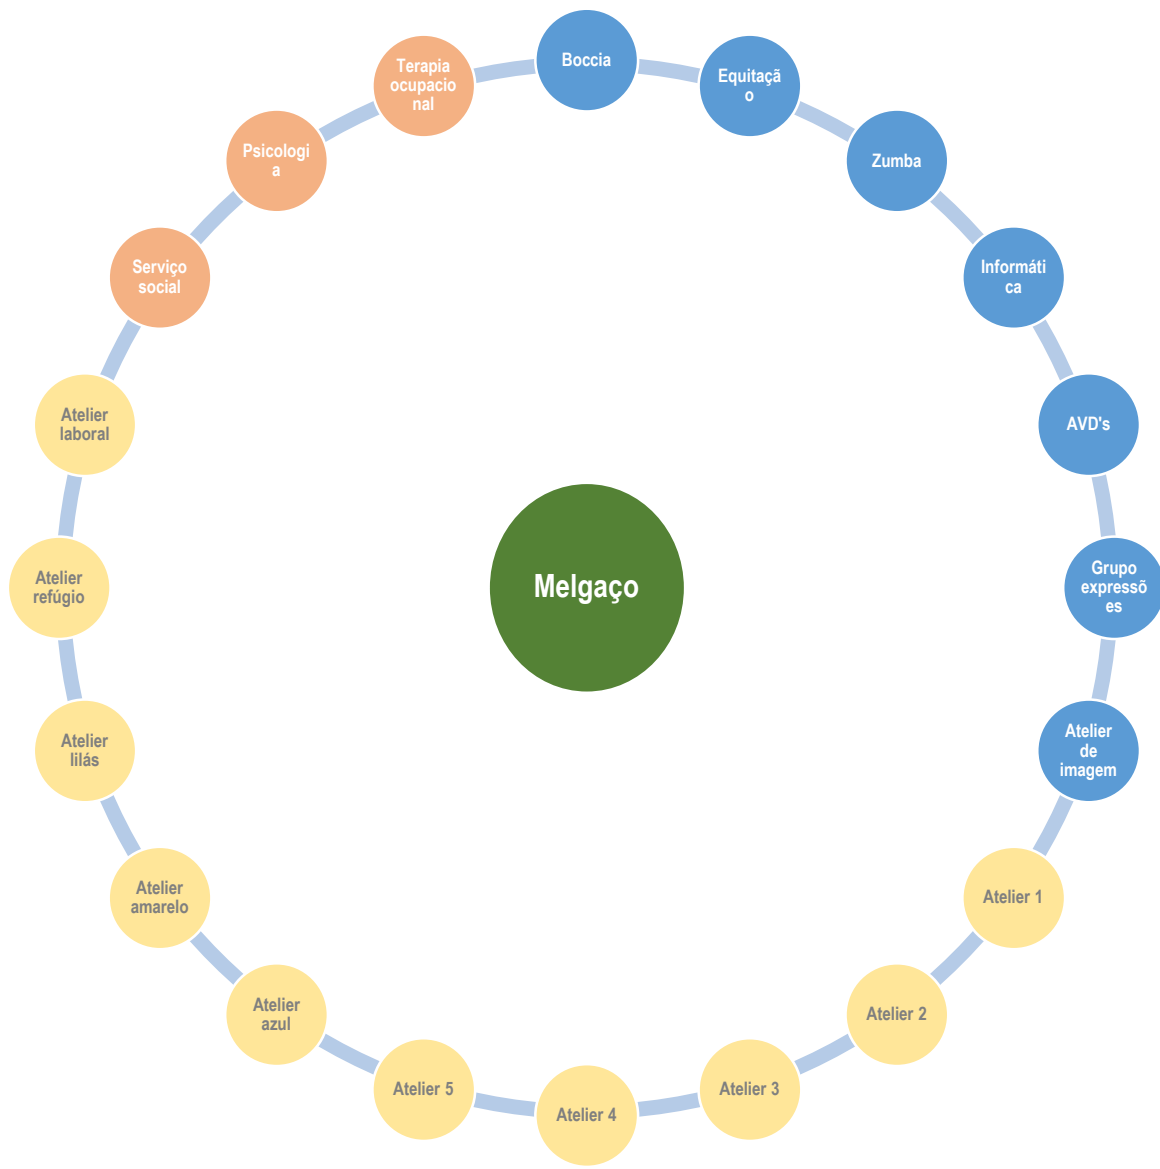 Boccia
Equitaçã
o
Zumba
Informáti
ca
AVD's
Grupo
expressõ
es
Atelier
de
imagem
Atelier 1
Atelier 2
Atelier 3
Atelier 4
Atelier 5
Atelier
azul
Atelier
amarelo
Atelier
lilás
Atelier
refúgio
Atelier
laboral
Serviço
social
Psicologi
a
Terapia
ocupacio
nal
Melgaço